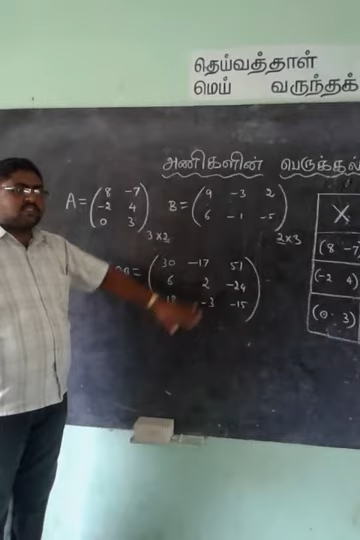 தெய்வத்தாள்
மெய் வருந்தக்
அணிகளின் பெருக்கல்
A = ( 8 -7 B = ( 9 -3 2
-2 4
0 3 ) 3×2 6 -1 -5 ) 2×3
X
(8 -7
(-2 4)
(0 3)
= ( 30 -17 51
6 2 -24
18 -3 -15 )